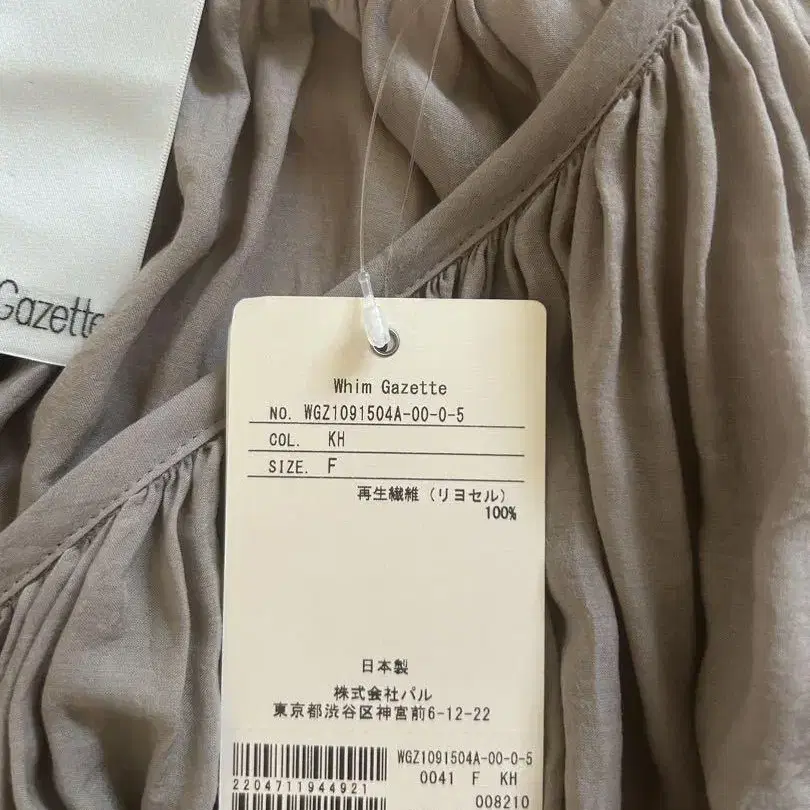 Gazette
Whim Gazette
NO. WGZ1091504A-00-0-5
COL. KH
SIZE. F
再生繊維(リヨセル)
100%
日本製
株式会社パル
東京都渋谷区神宮前6-12-22
WGZ1091504A-00-0-5
0041 F KH
2204711944921
008210